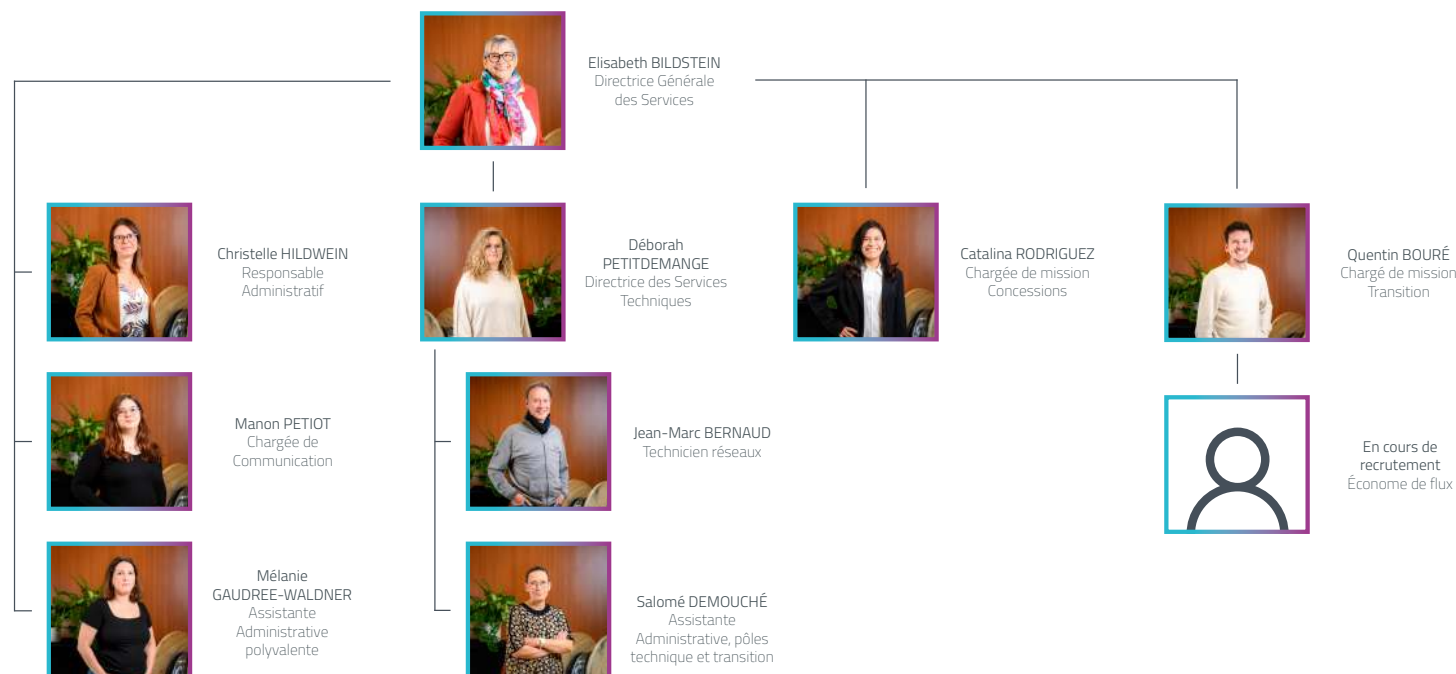 Elisabeth BILDSTEIN
Directrice Générale
des Services
Christelle HILDWEIN
Responsable
Administratif
Déborah
PETITDEMANGE
Directrice des Services
Techniques
Catalina RODRIGUEZ
Chargée de mission
Concessions
Quentin BOURÉ
Chargé de mission
Transition
Manon PETIOT
Chargée de
Communication
Jean-Marc BERNAUD
Technicien réseaux
En cours de
recrutement
Économe de flux
Mélanie
GAUDREE-WALDNER
Assistante
Administrative
polyvalente
Salomé DEMOUCHÉ
Assistante
Administrative, pôles
technique et transition